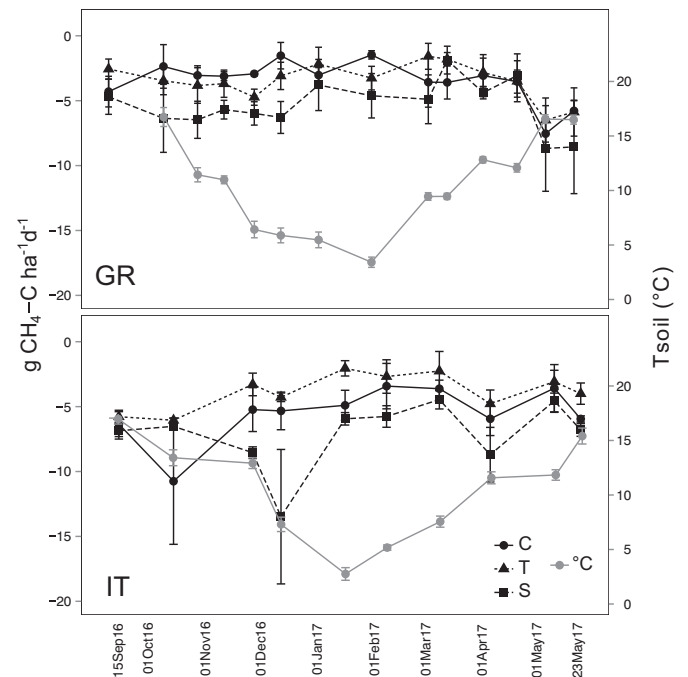 0
−5
−10
−15
−20
GR
20
15
10
5
0
g CH4−C ha-1d-1
Tsoil (°C)
0
−5
−10
−15
−20
IT
20
15
10
5
0
C
T
S
°C
15Sep16
01Oct16
01Nov16
01Dec16
01Jan17
01Feb17
01Mar17
01Apr17
01May17
23May17